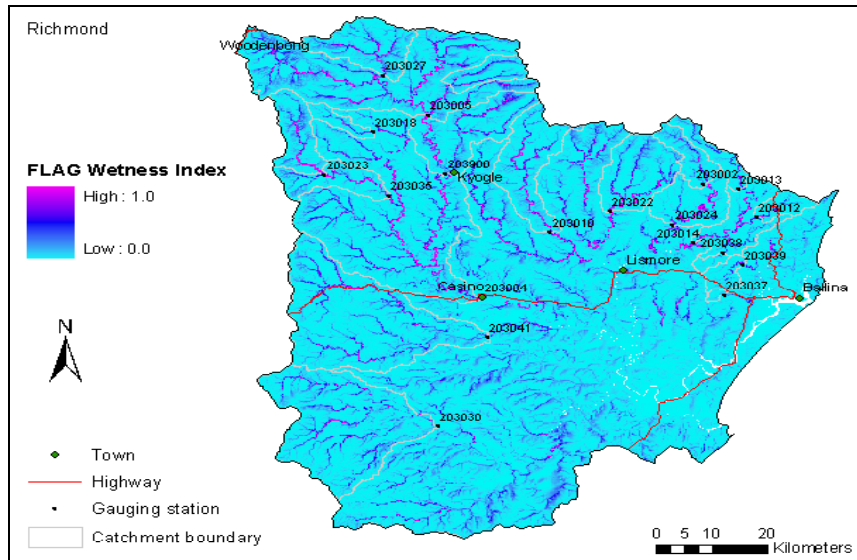 Richmond
Woodenbong
203027
203005
203018
203023
203900
Kyogle
203035
203002
203013
203022
203012
203010
203024
203014
203038
203039
Lismore
Casino
203004
203037
Ballina
203041
203030
FLAG Wetness Index
High : 1.0
Low : 0.0
N
Town
Highway
Gauging station
Catchment boundary
0 5 10 20
Kilometers